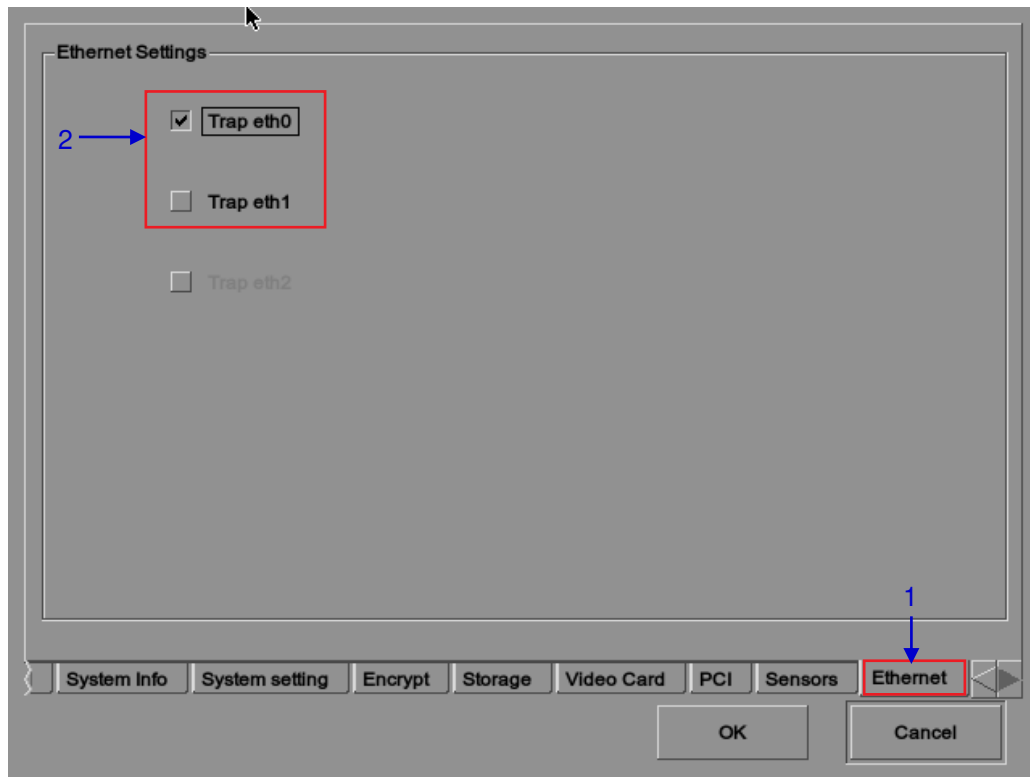 Ethernet Settings
Trap eth0
2
Trap eth1
Trap eth2
1
System Info System setting Encrypt Storage Video Card PCI Sensors Ethernet
OK Cancel